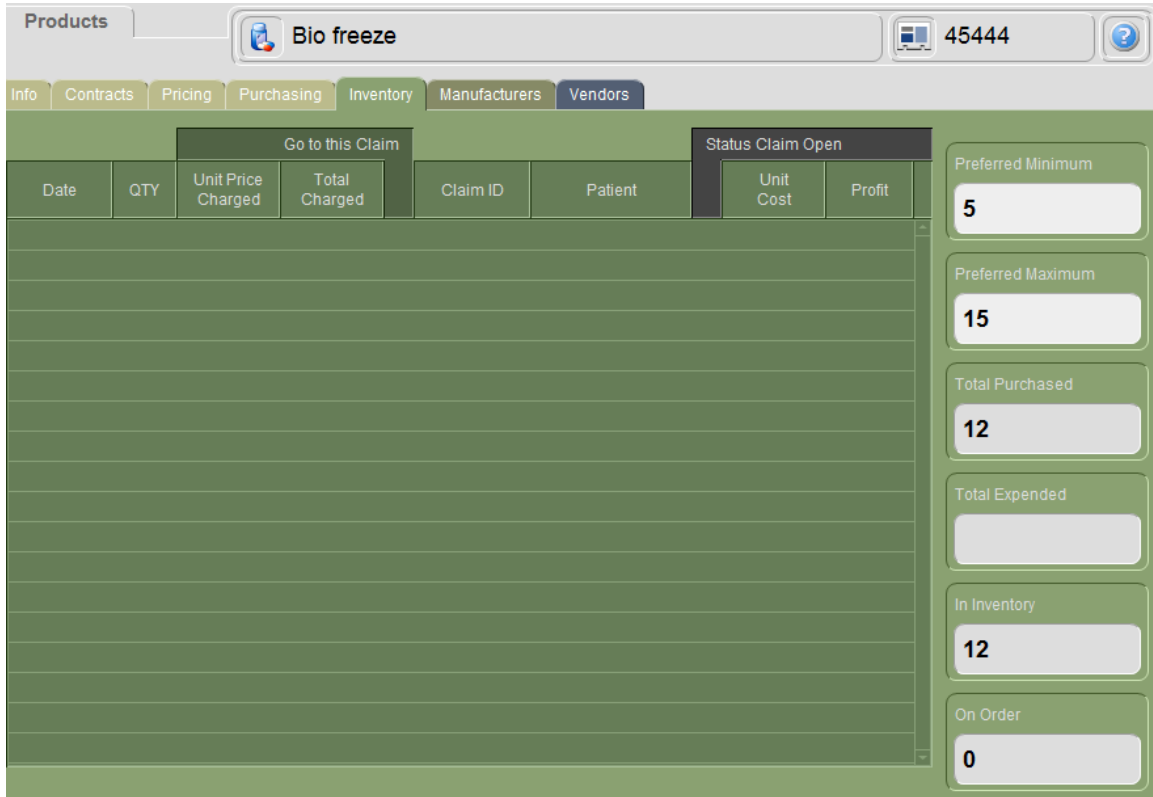 Products
Bio freeze
45444
Info Contracts Pricing Purchasing Inventory Manufacturers Vendors
Go to this Claim
Status Claim Open
Date
QTY
Unit Price
Charged
Total
Charged
Claim ID
Patient
Unit
Cost
Profit
Preferred Minimum
5
Preferred Maximum
15
Total Purchased
12
Total Expended
In Inventory
12
On Order
0